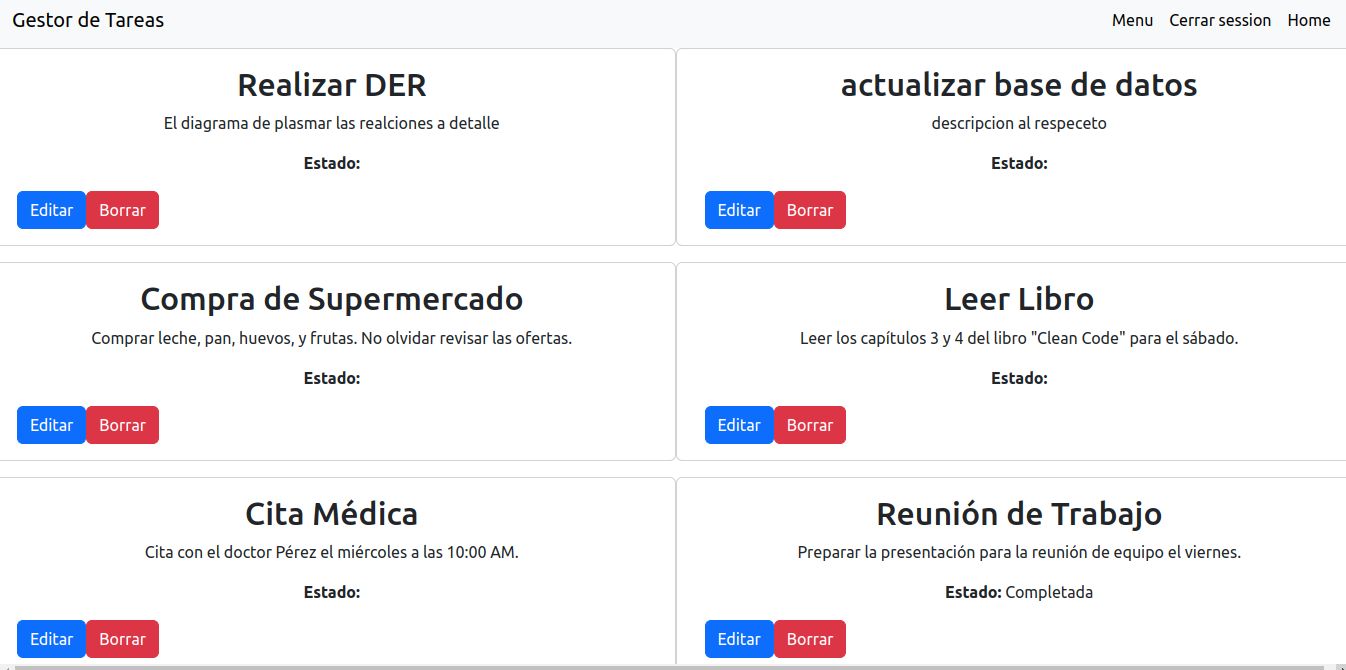 Gestor de Tareas
Menu Cerrar session Home
Realizar DER
El diagrama de plasmar las realciones a detalle
Estado:
Editar Borrar
actualizar base de datos
descripcion al respeceto
Estado:
Editar Borrar
Compra de Supermercado
Comprar leche, pan, huevos, y frutas. No olvidar revisar las ofertas.
Estado:
Editar Borrar
Leer Libro
Leer los capítulos 3 y 4 del libro "Clean Code" para el sábado.
Estado:
Editar Borrar
Cita Médica
Cita con el doctor Pérez el miércoles a las 10:00 AM.
Estado:
Editar Borrar
Reunión de Trabajo
Preparar la presentación para la reunión de equipo el viernes.
Estado: Completada
Editar Borrar